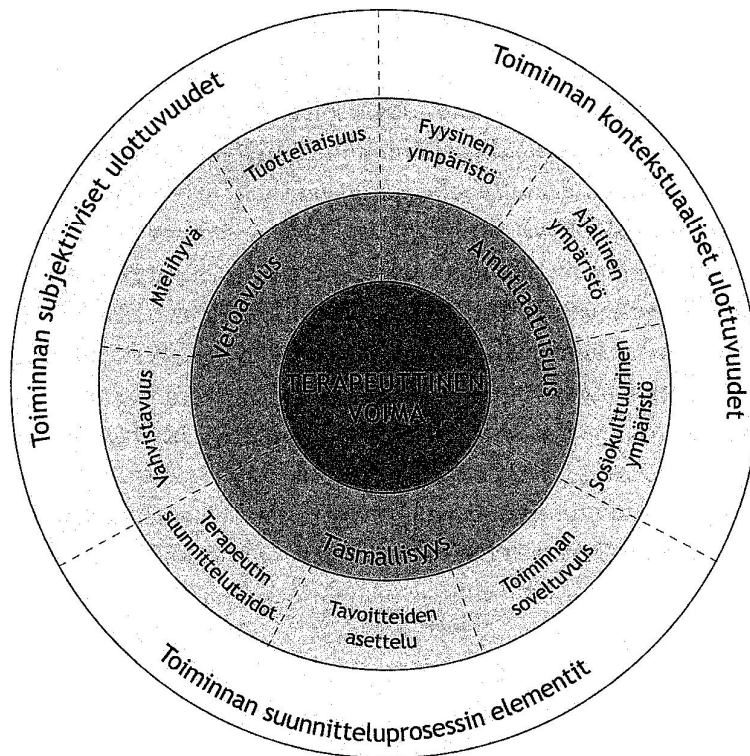 Toiminnan subjektiiviset ulottuvuudet
Toiminnan kontekstuaaliset ulottuvuudet
Toiminnan suunnitteluprosessin elementit
Tuotteliaisuus
Mielihyvä
Vahvistavuus
Fyysinen
ympäristö
Ajallinen
ympäristö
Sosiokulttuurinen
ympäristö
Toiminnan
soveltuvuus
Tavoitteiden
asettelu
Terapeutin
suunnittelutaidot
Vetoavuus
Ainutlaatuisuus
Täsmällisyys
TERAPEUTTINEN
VOIMA